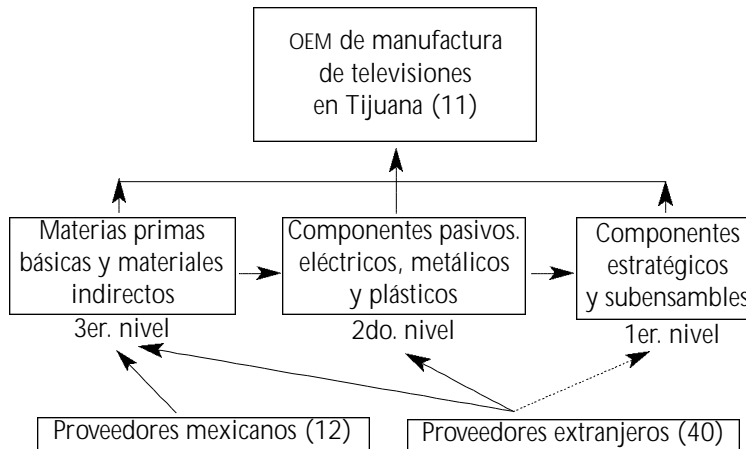 OEM de manufactura
de televisiones
en Tijuana (11)
Materias primas
básicas y materiales
indirectos
3er. nivel
Componentes pasivos.
eléctricos, metálicos
y plásticos
2do. nivel
Componentes
estratégicos
y subensambles
1er. nivel
Proveedores mexicanos (12)
Proveedores extranjeros (40)